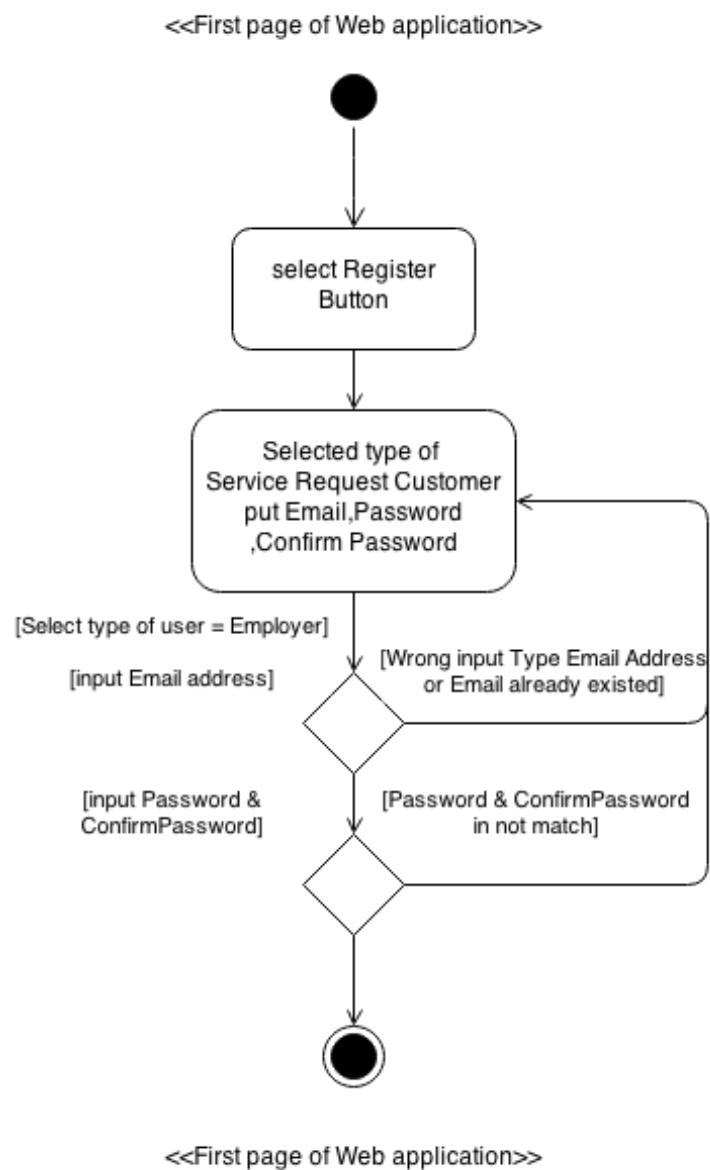 <<First page of Web application>>
select Register
Button
Selected type of
Service Request Customer
put Email,Password
,Confirm Password
[Select type of user = Employer]
[input Email address]
[Wrong input Type Email Address
or Email already existed]
[input Password &
ConfirmPassword]
[Password & ConfirmPassword
in not match]
<<First page of Web application>>